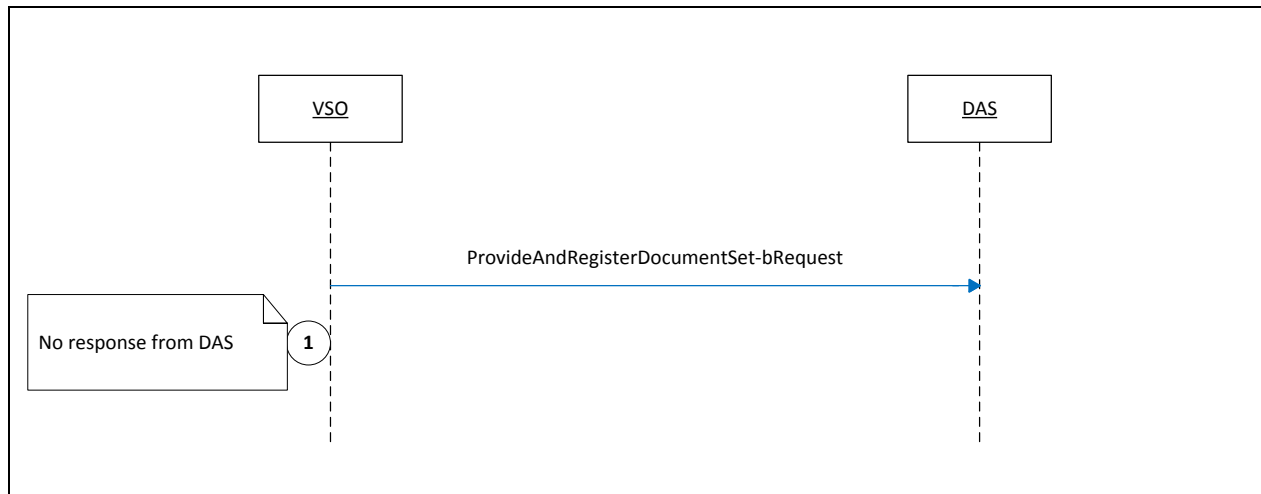 VSO
DAS
ProvideAndRegisterDocumentSet-bRequest
No response from DAS
1